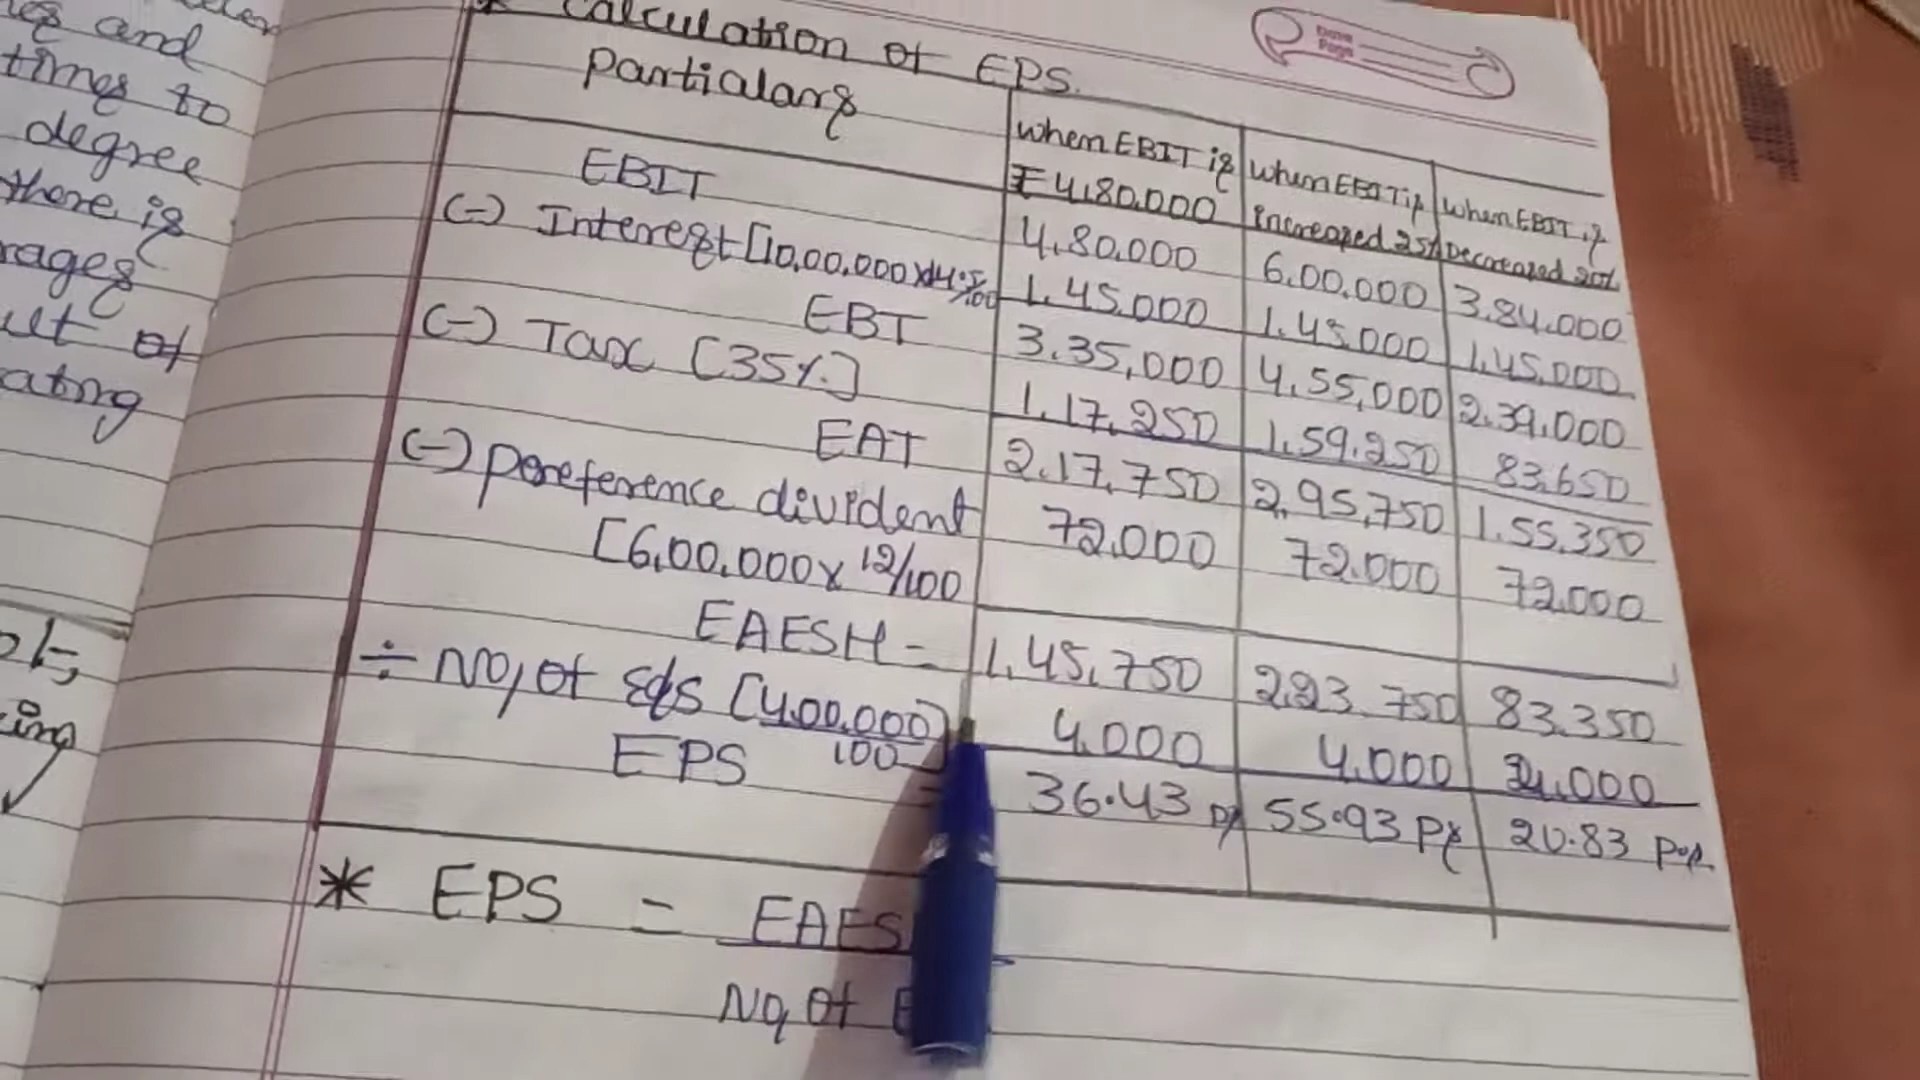 and
times to
degree
there is
rages
ult of
ating
ing
Date
Page
* Calculation of EPS.
partialars
when EBIT is ₹ 4,80,000
when EBIT is increased 25%
when EBIT is Decreased 20%
EBIT 4,80,000 6,00,000 3,84,000
(-) Interest [10,00,000 x 14.5/100 1,45,000 1,45,000 1,45,000
EBT 3,35,000 4,55,000 2,39,000
(-) Tax [35%] 1,17,250 1,59,250 83,650
EAT 2,17,750 2,95,750 1,55,350
(-) pereference divident 72,000 72,000 72,000
[6,00,000 x 12/100
EAESH = 1,45,750 2,23,750 83,350
÷ No, of Eqs [4,00,000/100] 4,000 4,000 4,000
EPS = 36.43 55.93 20.83
* EPS = EAES
No, of E